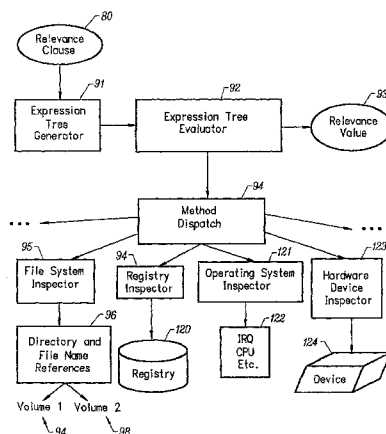 80
Relevance
Clause
91
Expression
Tree
Generator
92
Expression Tree
Evaluator
93
Relevance
Value
94
Method
Dispatch
...
...
95
File System
Inspector
94
Registry
Inspector
121
Operating System
Inspector
123
Hardware
Device
Inspector
96
Directory and
File Name
References
120
Registry
122
IRQ
CPU
Etc.
124
Device
Volume 1
Volume 2
94
98